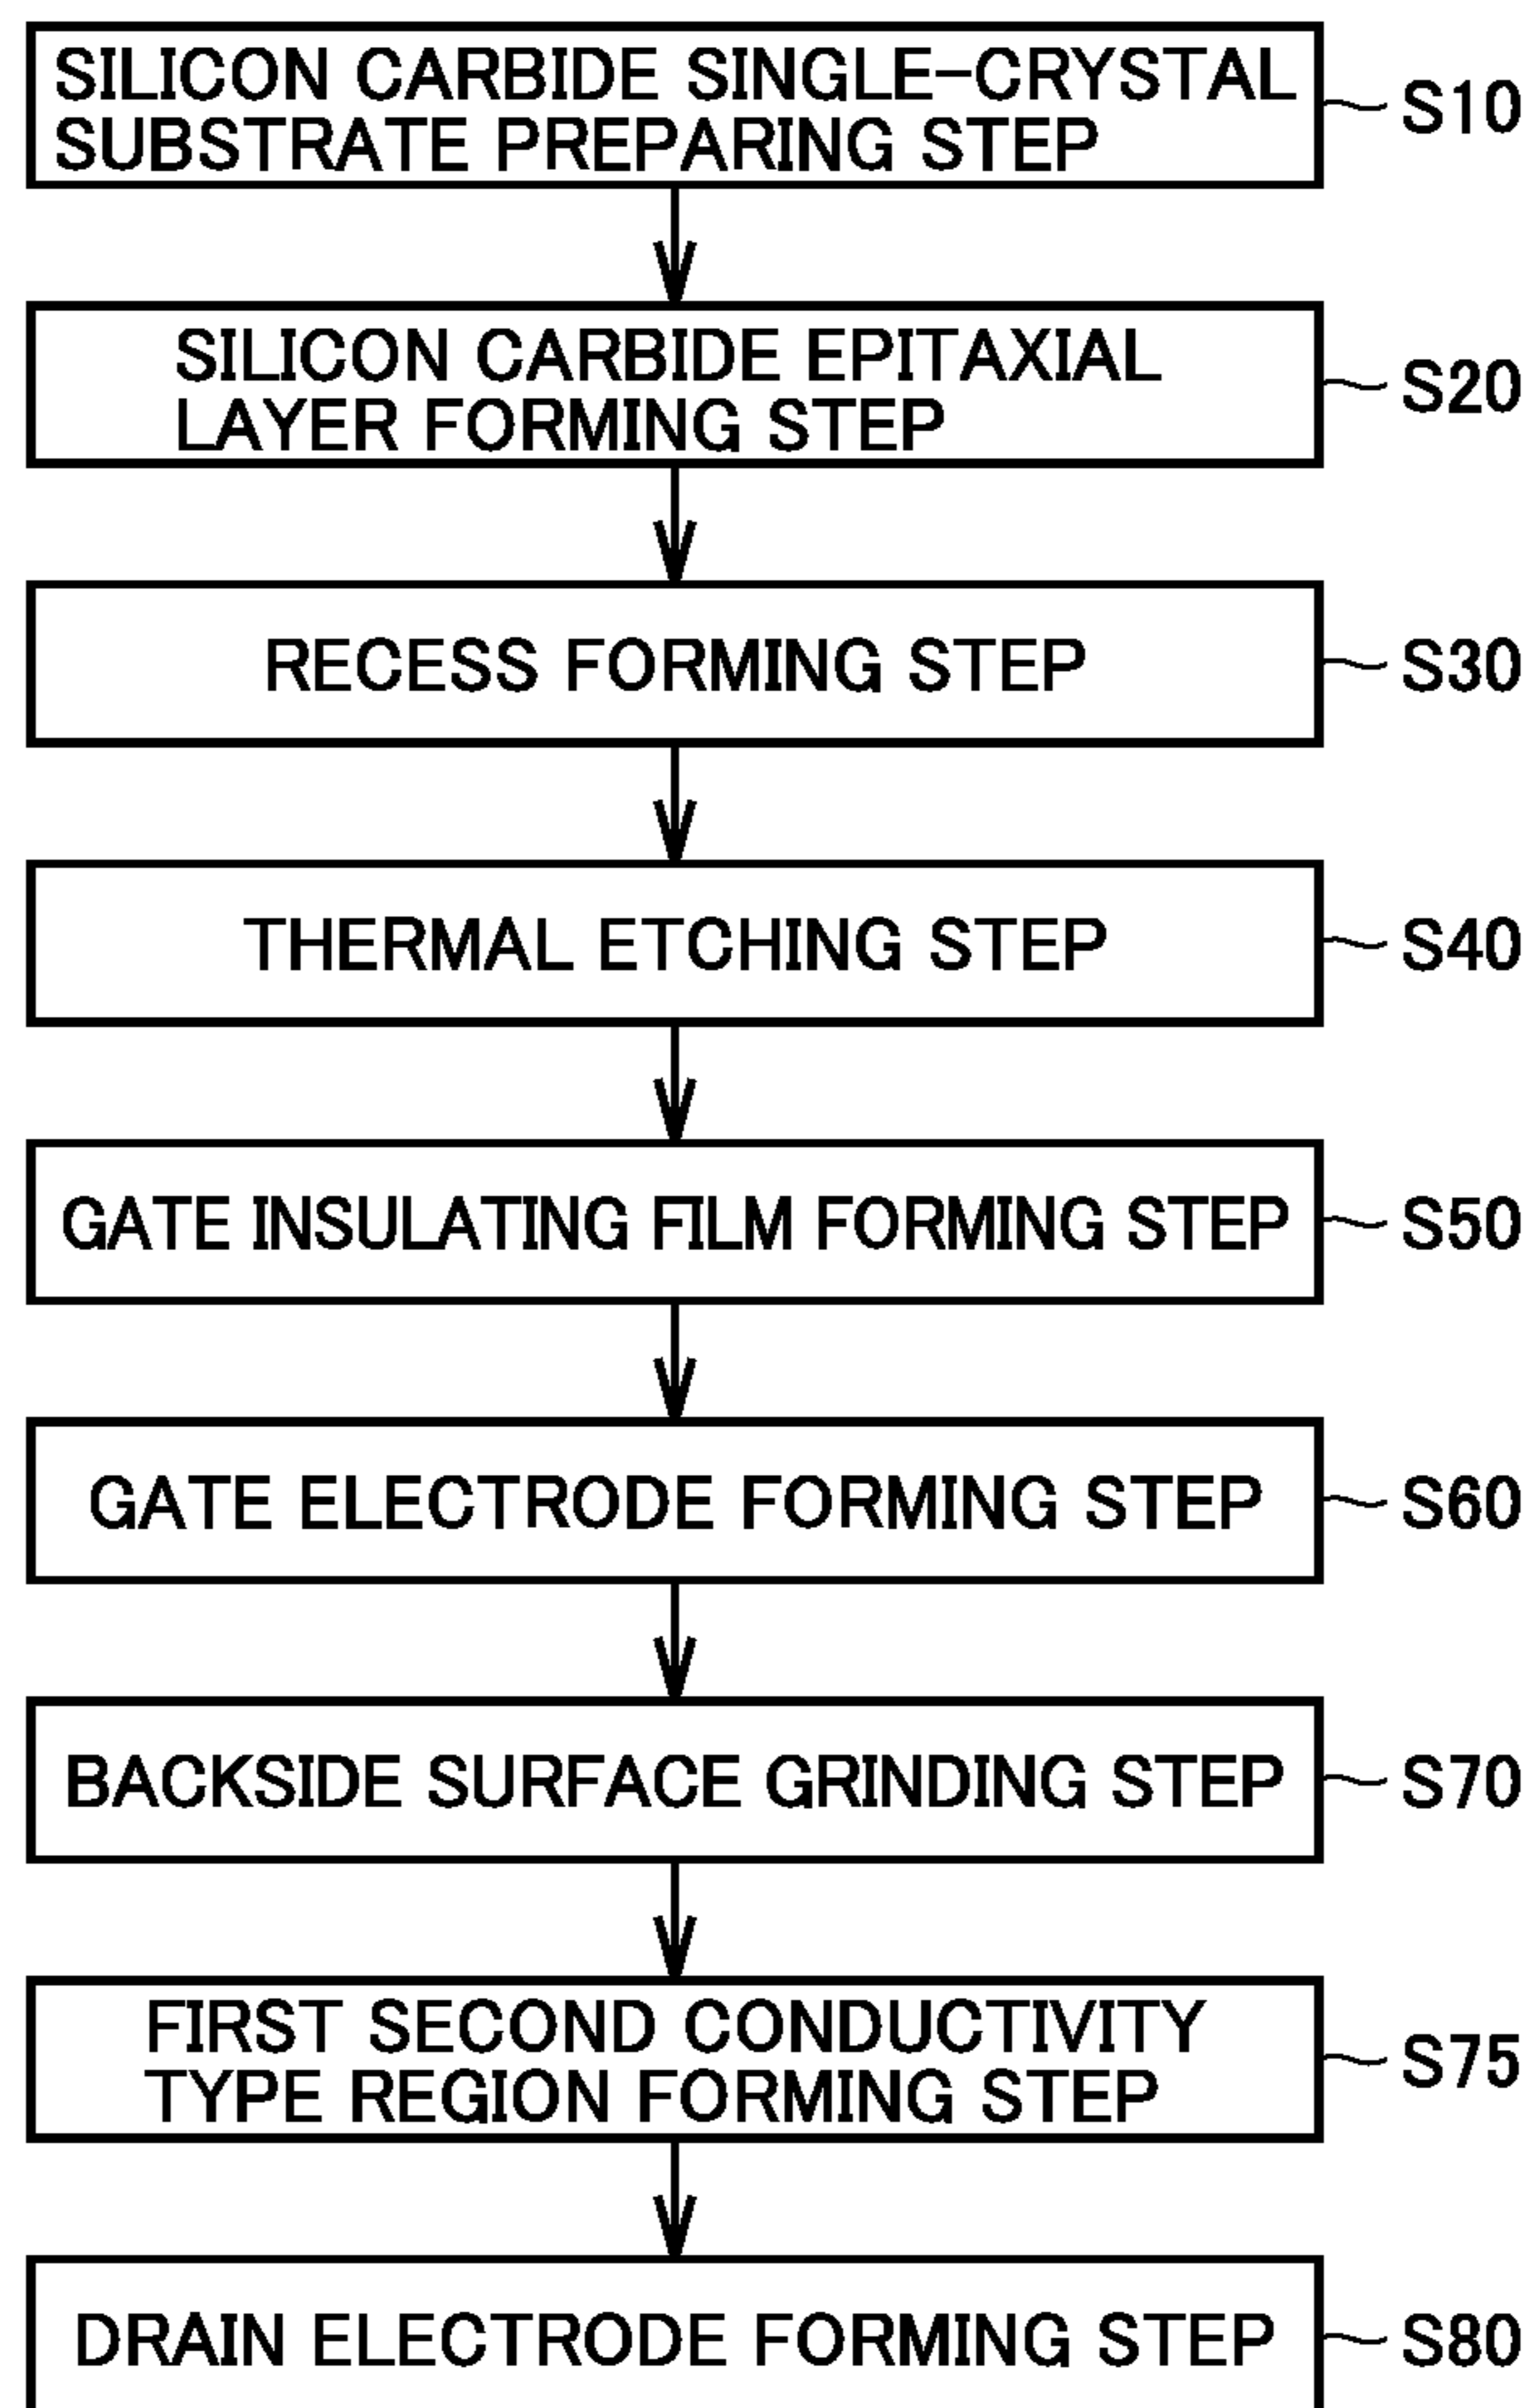 SILICON CARBIDE SINGLE-CRYSTAL
SUBSTRATE PREPARING STEP
S10
SILICON CARBIDE EPITAXIAL
LAYER FORMING STEP
S20
RECESS FORMING STEP
S30
THERMAL ETCHING STEP
S40
GATE INSULATING FILM FORMING STEP
S50
GATE ELECTRODE FORMING STEP
S60
BACKSIDE SURFACE GRINDING STEP
S70
FIRST SECOND CONDUCTIVITY
TYPE REGION FORMING STEP
S75
DRAIN ELECTRODE FORMING STEP
S80